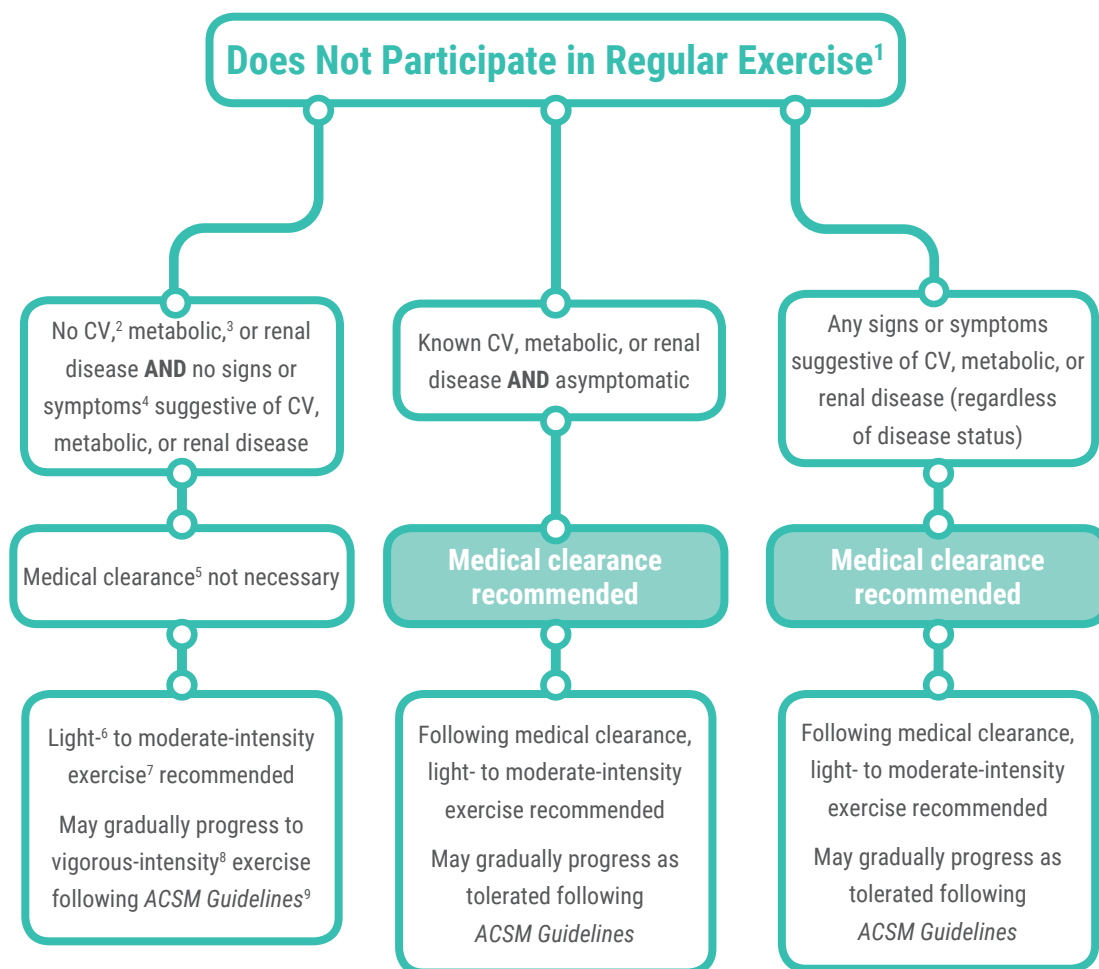 Does Not Participate in Regular Exercise¹
No CV,² metabolic,³ or renal
disease AND no signs or
symptoms⁴ suggestive of CV,
metabolic, or renal disease
Medical clearance⁵ not necessary
Light-⁶ to moderate-intensity
exercise⁷ recommended
May gradually progress to
vigorous-intensity⁸ exercise
following ACSM Guidelines⁹
Known CV, metabolic, or renal
disease AND asymptomatic
Medical clearance
recommended
Following medical clearance,
light- to moderate-intensity
exercise recommended
May gradually progress as
tolerated following
ACSM Guidelines
Any signs or symptoms
suggestive of CV, metabolic, or
renal disease (regardless
of disease status)
Medical clearance
recommended
Following medical clearance,
light- to moderate-intensity
exercise recommended
May gradually progress as
tolerated following
ACSM Guidelines